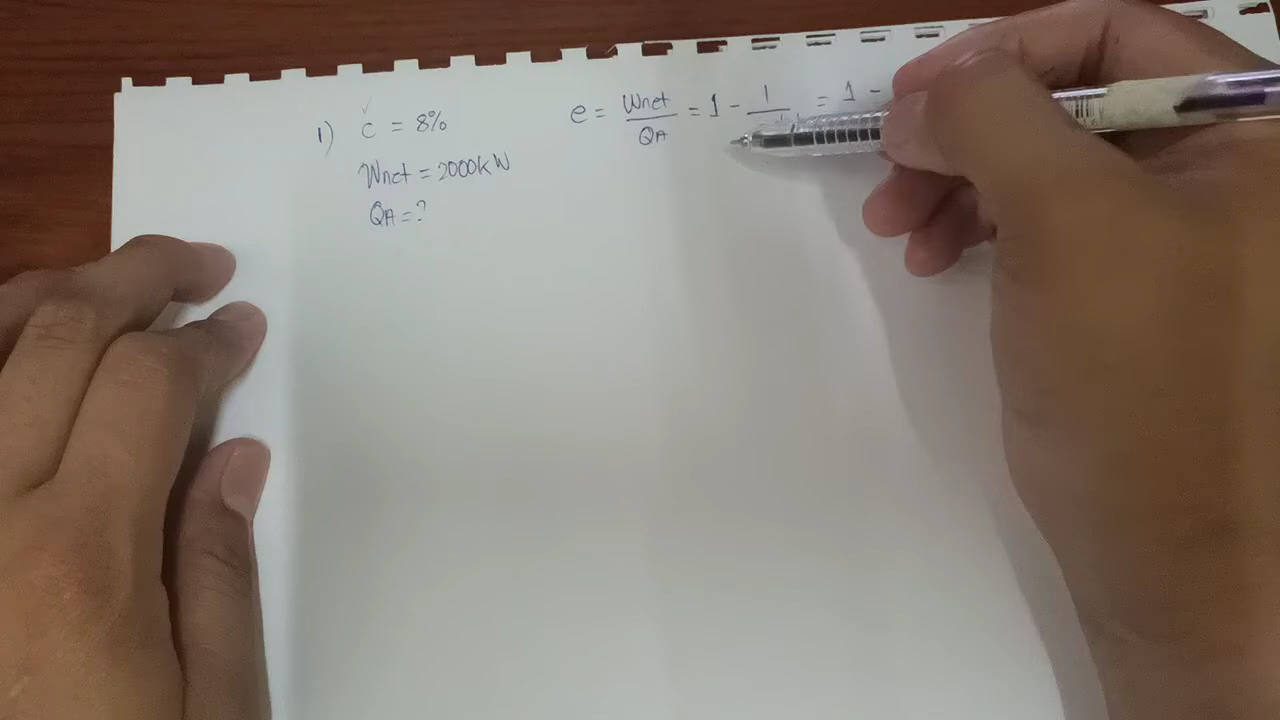 1) c = 8%
Wnet = 2000kW
QA = ?
e = Wnet/QA = 1 - 1/ = 1 -